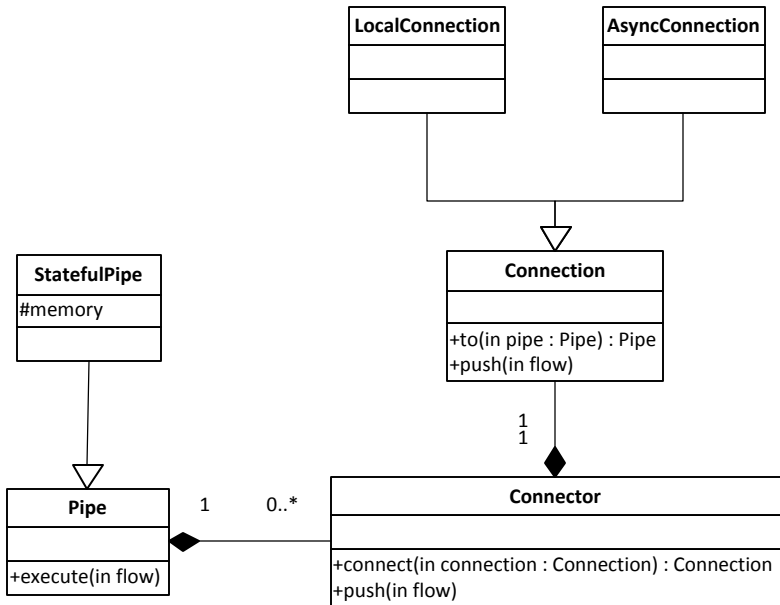 LocalConnection
AsyncConnection
StatefulPipe
#memory
Connection
+to(in pipe : Pipe) : Pipe
+push(in flow)
1
1
Pipe
+execute(in flow)
1
0..*
Connector
+connect(in connection : Connection) : Connection
+push(in flow)